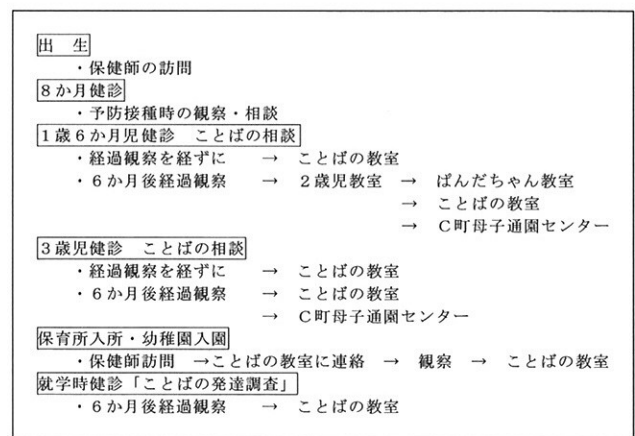 出　生
・保健師の訪問
8か月健診
・予防接種時の観察・相談
1歳6か月児健診　ことばの相談
・経過観察を経ずに　→　ことばの教室
・6か月後経過観察　→　2歳児教室　→　ぱんだちゃん教室
→　ことばの教室
→　C町母子通園センター
3歳児健診　ことばの相談
・経過観察を経ずに　→　ことばの教室
・6か月後経過観察　→　ことばの教室
→　C町母子通園センター
保育所入所・幼稚園入園
・保健師訪問　→ことばの教室に連絡　→　観察　→　ことばの教室
就学時健診「ことばの発達調査」
・6か月後経過観察　→　ことばの教室